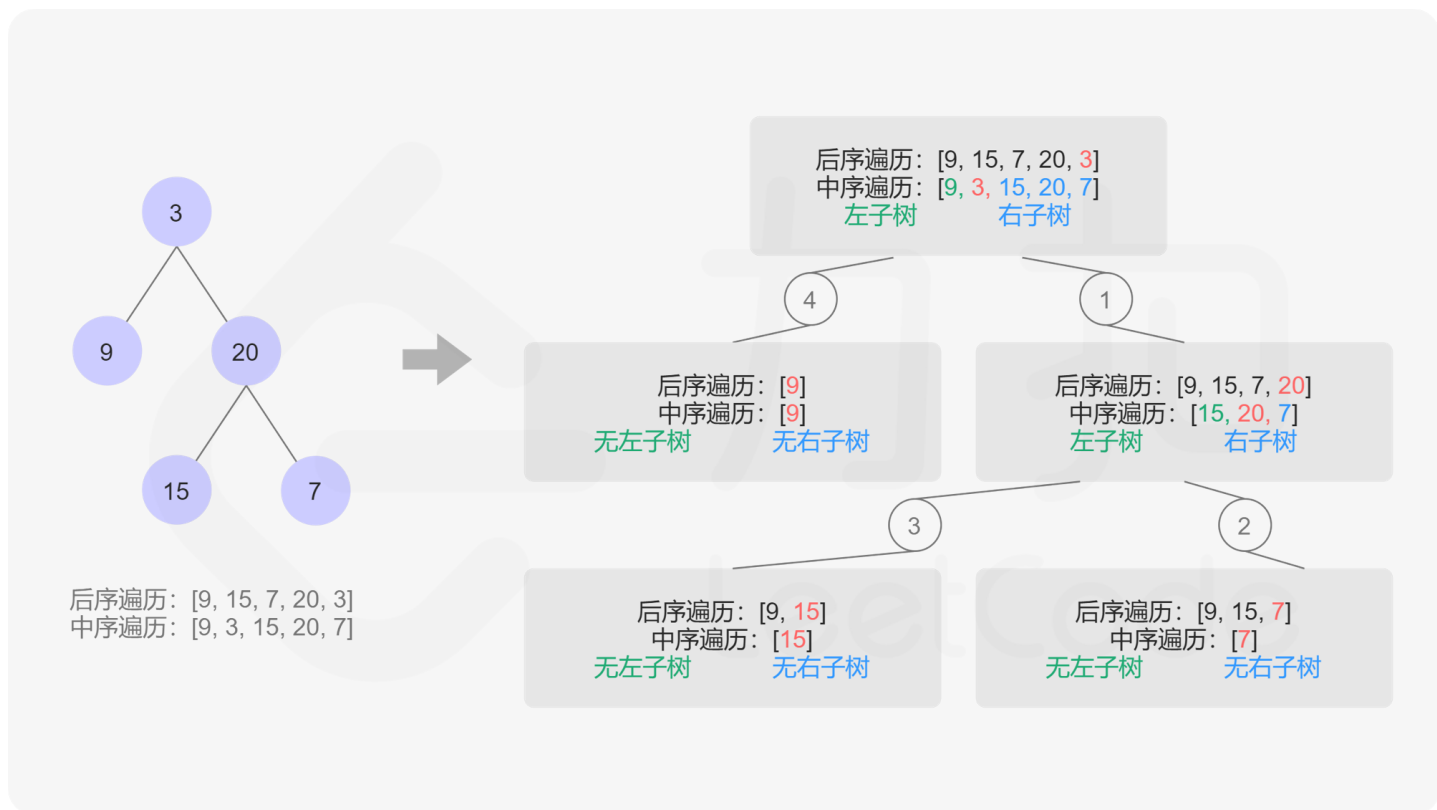 3
9
20
15
7
后序遍历：[9, 15, 7, 20, 3]
中序遍历：[9, 3, 15, 20, 7]
后序遍历：[9, 15, 7, 20, 3]
中序遍历：[9, 3, 15, 20, 7]
左子树 右子树
4
1
后序遍历：[9]
中序遍历：[9]
无左子树 无右子树
后序遍历：[9, 15, 7, 20]
中序遍历：[15, 20, 7]
左子树 右子树
3
2
后序遍历：[9, 15]
中序遍历：[15]
无左子树 无右子树
后序遍历：[9, 15, 7]
中序遍历：[7]
无左子树 无右子树
力扣
LeetCode